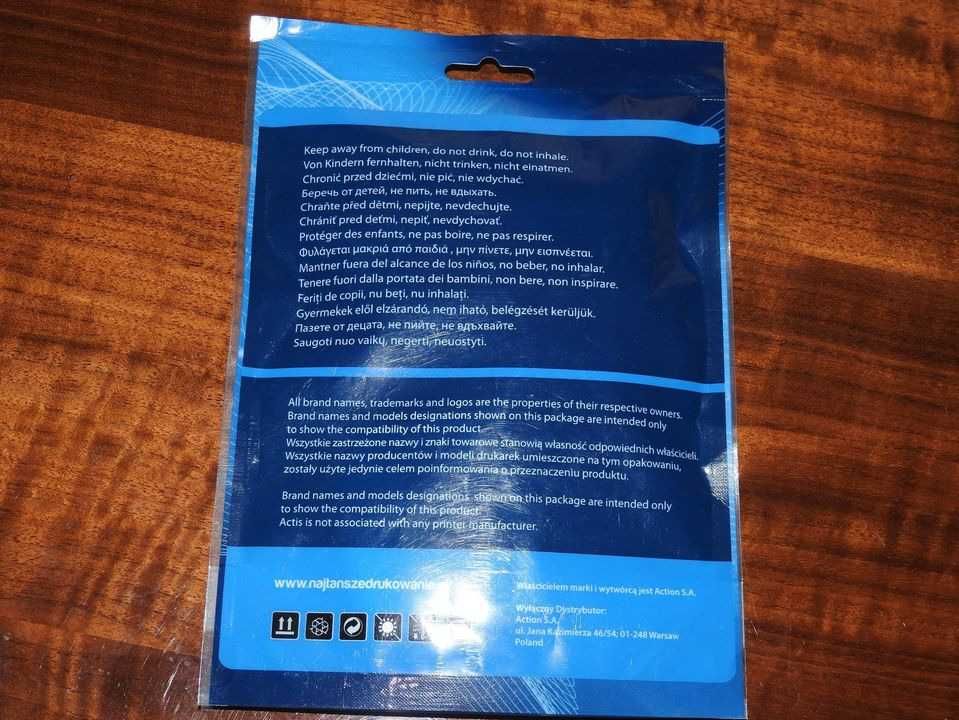 Keep away from children, do not drink, do not inhale.
Von Kindern fernhalten, nicht trinken, nicht einatmen.
Chronić przed dziećmi, nie pić, nie wdychać.
Беречь от детей, не пить, не вдыхать.
Chraňte před dětmi, nepijte, nevdechujte.
Chrániť pred deťmi, nepiť, nevdychovať.
Protéger des enfants, ne pas boire, ne pas respirer.
Φυλάγεται μακριά από παιδιά , μην πίνετε, μην εισπνέεται.
Mantner fuera del alcance de los niños, no beber, no inhalar.
Tenere fuori dalla portata dei bambini, non bere, non inspirare.
Feriți de copii, nu beți, nu inhalați.
Gyermekek elől elzárandó, nem iható, belégzését kerüljük.
Пазете от децата, не пийте, не вдъхвайте.
Saugoti nuo vaikų, negerti, neuostyti.
All brand names, trademarks and logos are the properties of their respective owners.
Brand names and models designations shown on this package are intended only
to show the compatibility of this product.
Wszystkie zastrzeżone nazwy i znaki towarowe stanowią własność odpowiednich właścicieli.
Wszystkie nazwy producentów i modeli drukarek umieszczone na tym opakowaniu,
zostały użyte jedynie celem poinformowania o przeznaczeniu produktu.
Brand names and models designations shown on this package are intended only
to show the compatibility of this product.
Actis is not associated with any printer manufacturer.
www.najtanszedrukowanie
Właścicielem marki i wytwórcą jest Action S.A.
Wyłączny Dystrybutor:
Action S.A.
ul. Jana Kazimierza 46/54; 01-248 Warsaw
Poland